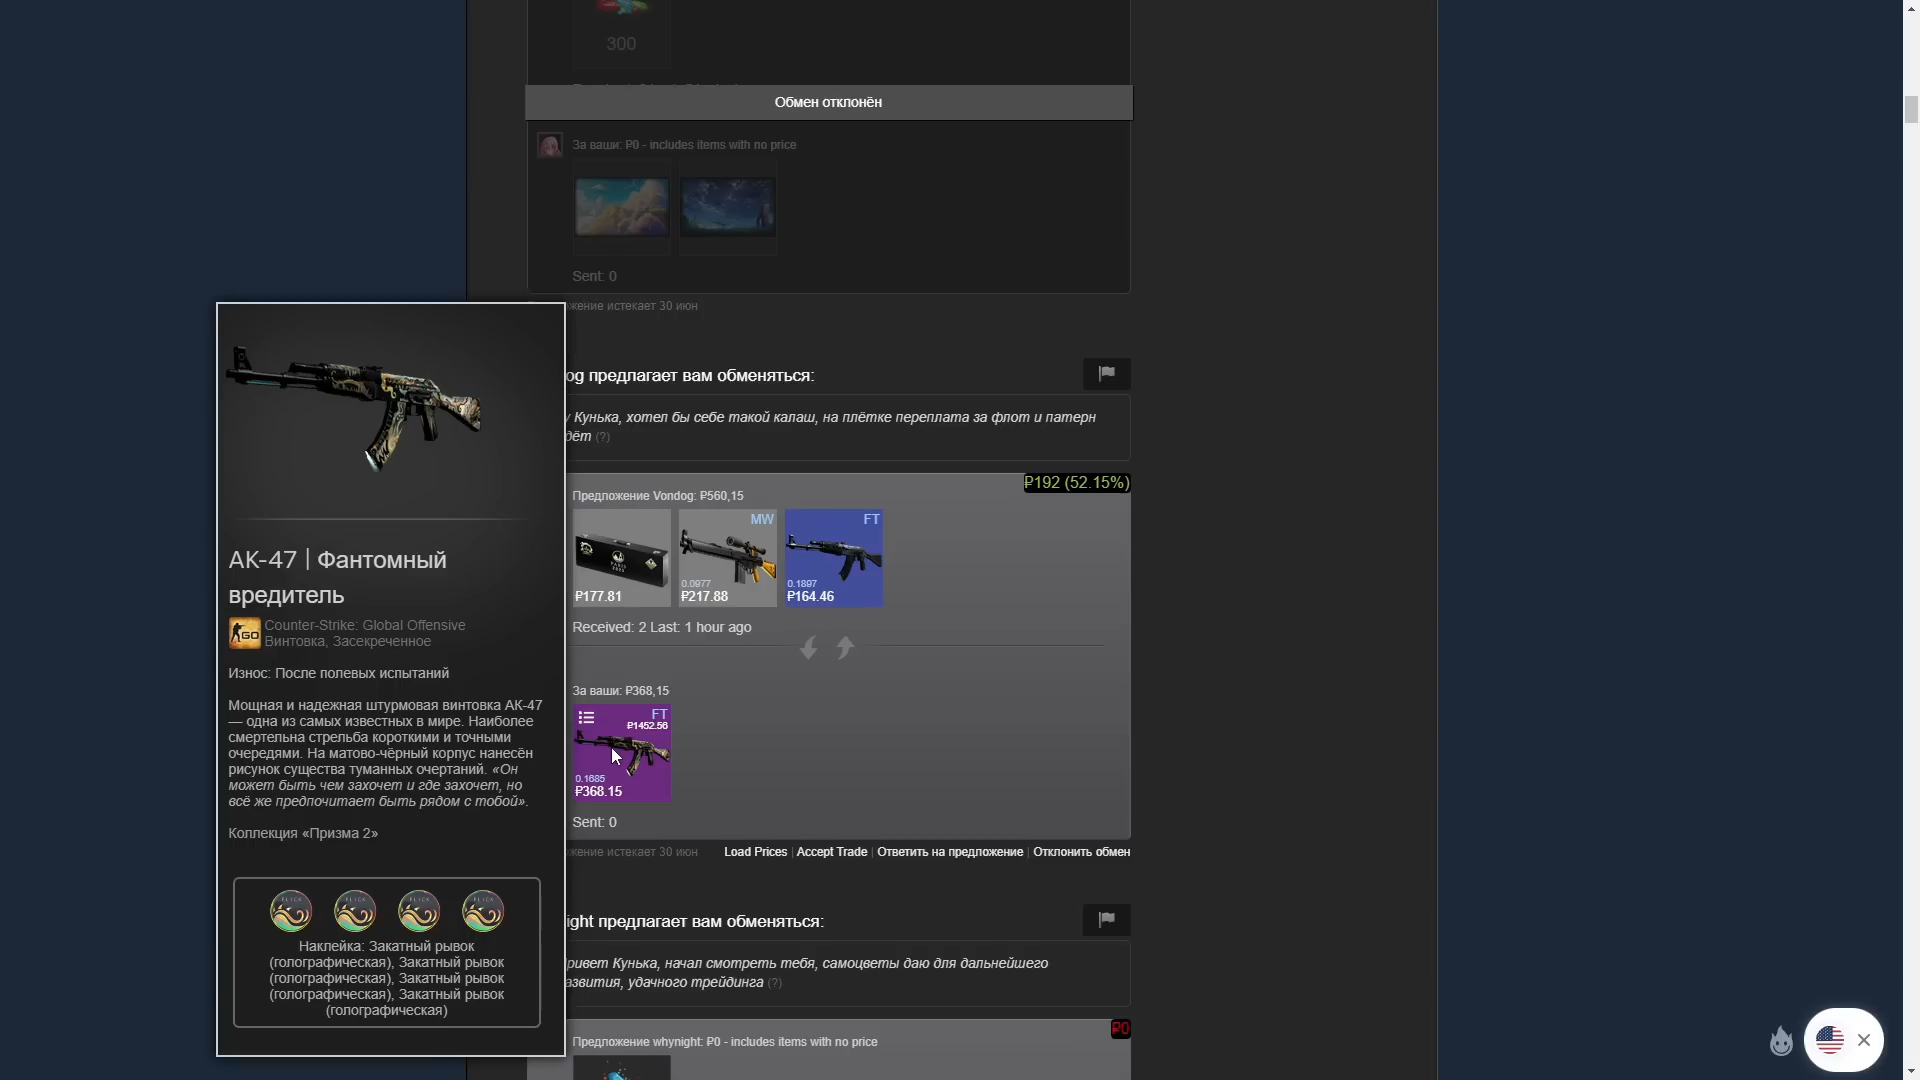 300
Обмен отклонён
За ваши: ₽0 - includes items with no price
Sent: 0
жение истекает 30 июн
og предлагает вам обменяться:
у Кунька, хотел бы себе такой калаш, на плётке переплата за флот и патерн
дёт (?)
₽192 (52.15%)
Предложение Vondog: ₽560,15
MW
FT
0.0977
0.1897
₽177.81
₽217.88
₽164.46
Received: 2 Last: 1 hour ago
За ваши: ₽368,15
FT
₽1452.56
0.1685
₽368.15
Sent: 0
жение истекает 30 июн
Load Prices | Accept Trade | Ответить на предложение | Отклонить обмен
ight предлагает вам обменяться:
ривет Кунька, начал смотреть тебя, самоцветы даю для дальнейшего
азвития, удачного трейдинга (?)
₽0
Предложение whynight: ₽0 - includes items with no price
АК-47 | Фантомный
вредитель
GO
Counter-Strike: Global Offensive
Винтовка, Засекреченное
Износ: После полевых испытаний
Мощная и надежная штурмовая винтовка АК-47
— одна из самых известных в мире. Наиболее
смертельна стрельба короткими и точными
очередями. На матово-чёрный корпус нанесён
рисунок существа туманных очертаний. «Он
может быть чем захочет и где захочет, но
всё же предпочитает быть рядом с тобой».
Коллекция «Призма 2»
FLICK FLICK FLICK FLICK
Наклейка: Закатный рывок
(голографическая), Закатный рывок
(голографическая), Закатный рывок
(голографическая), Закатный рывок
(голографическая)